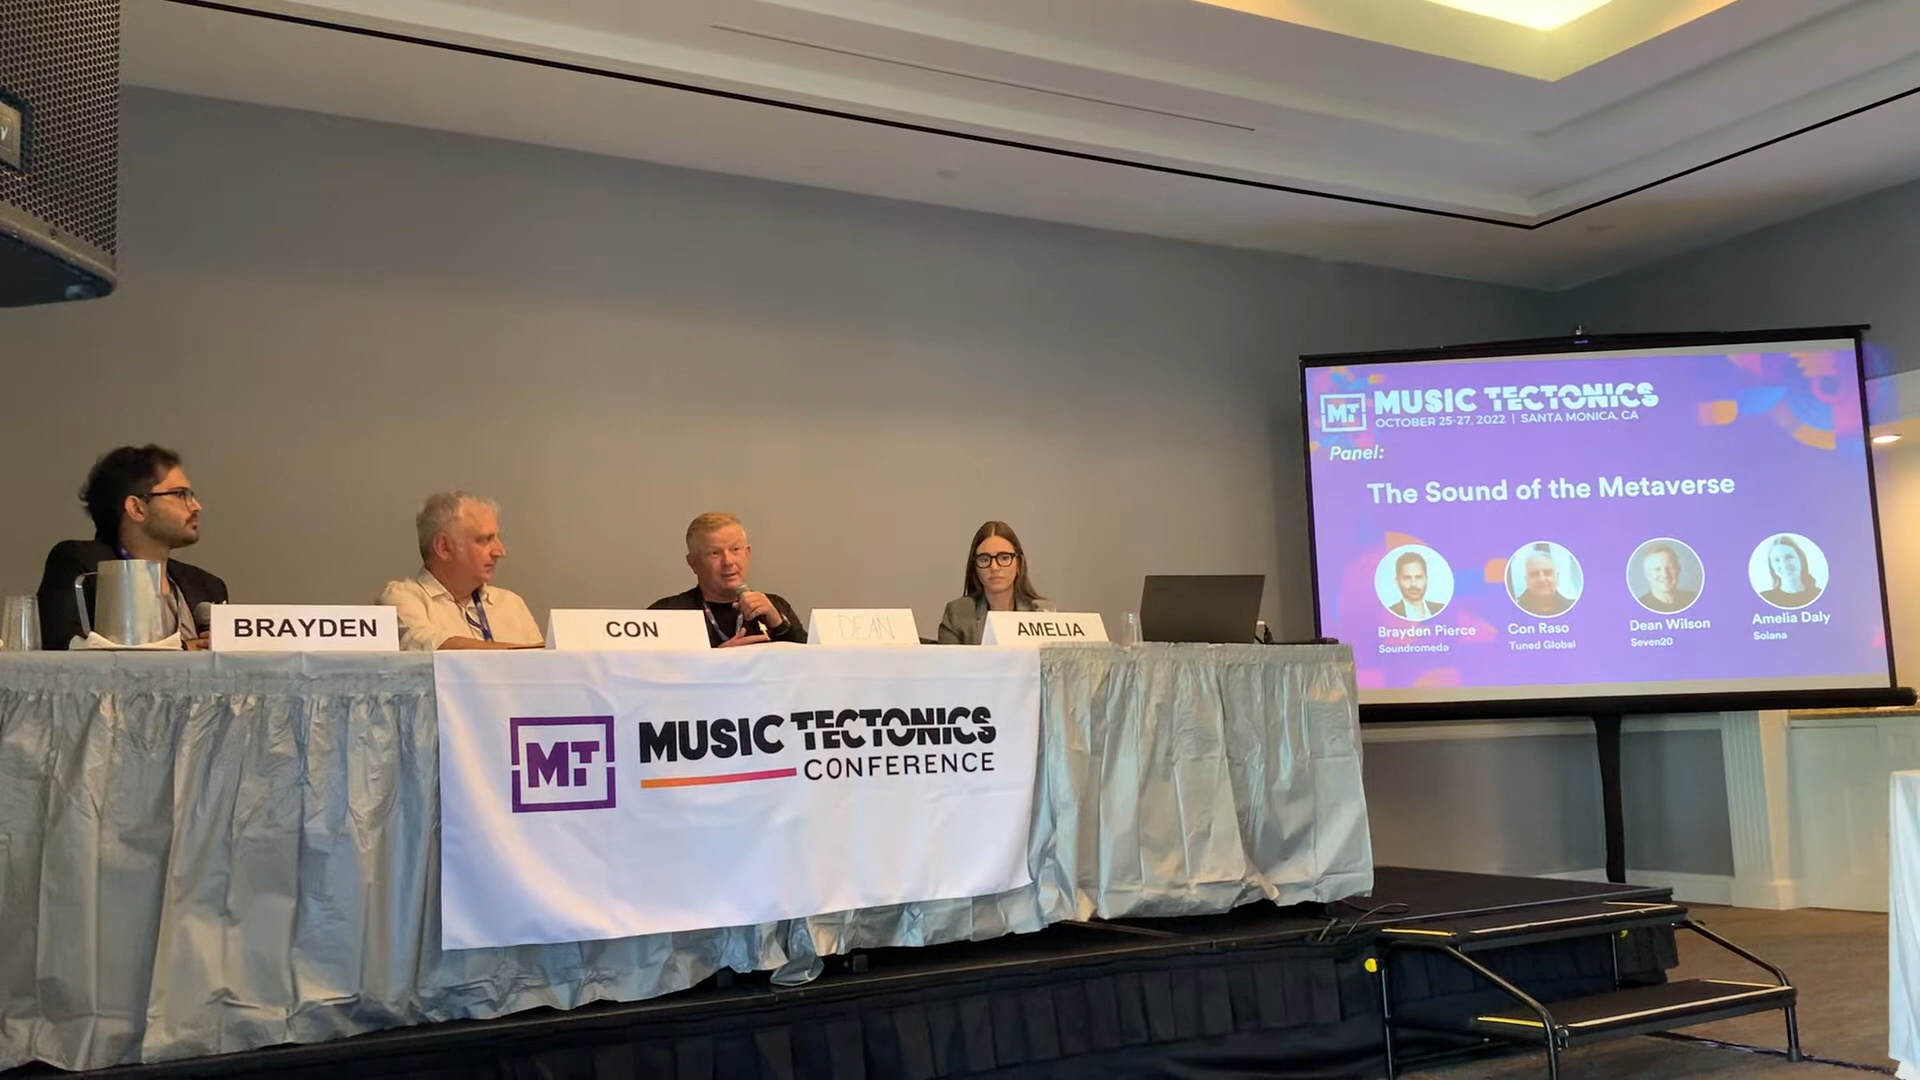 BRAYDEN
CON
DEAN
AMELIA
MT
MUSIC TECTONICS
CONFERENCE
MT
MUSIC TECTONICS
OCTOBER 25-27, 2022 | SANTA MONICA, CA
Panel:
The Sound of the Metaverse
Brayden Pierce
Soundromeda
Con Raso
Tuned Global
Dean Wilson
Seven20
Amelia Daly
Solana